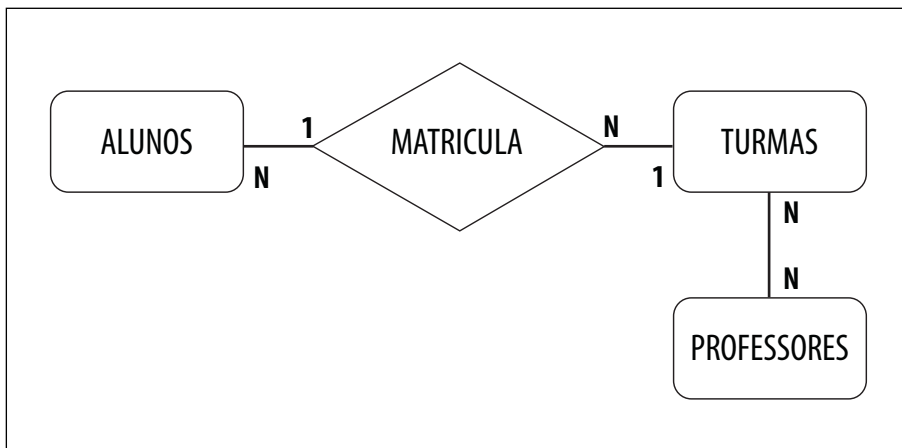 ALUNOS
1
N
MATRICULA
N
1
TURMAS
N
N
PROFESSORES